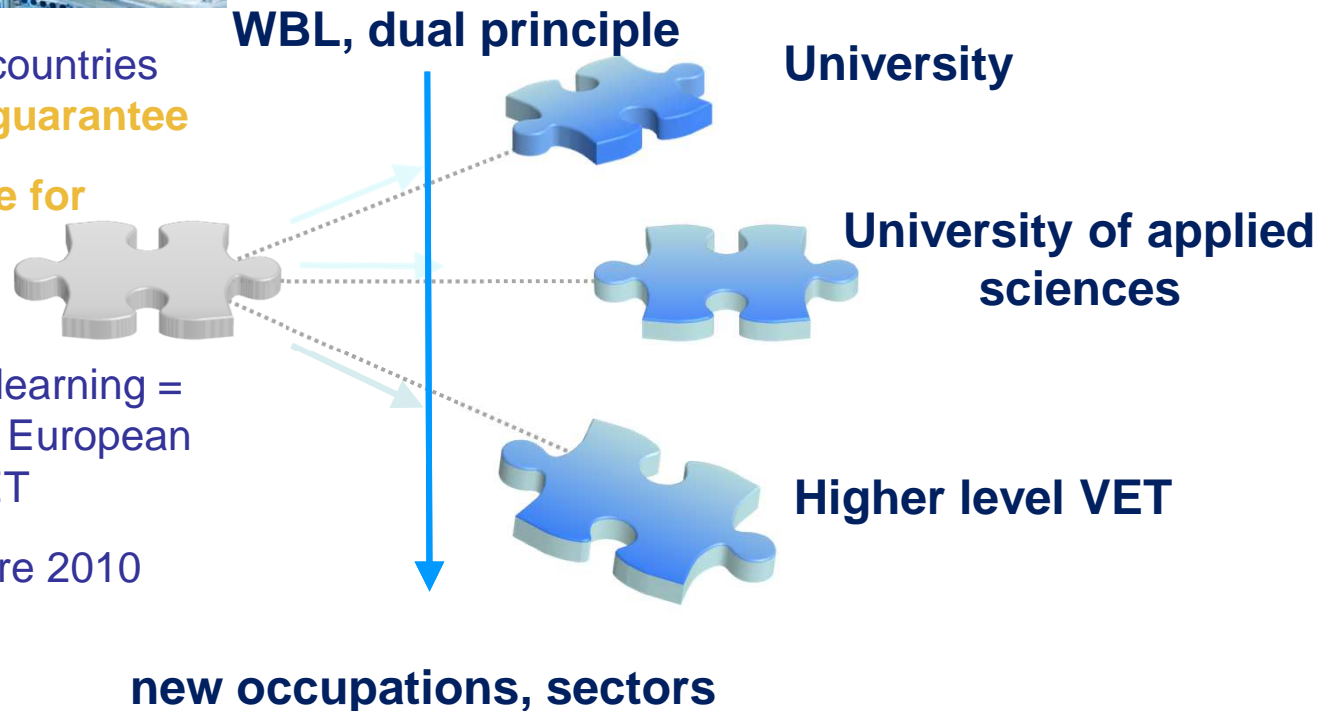 WBL, dual principle
countries
guarantee
e for
learning =
European
ET
re 2010
University
University of applied
sciences
Higher level VET
new occupations, sectors